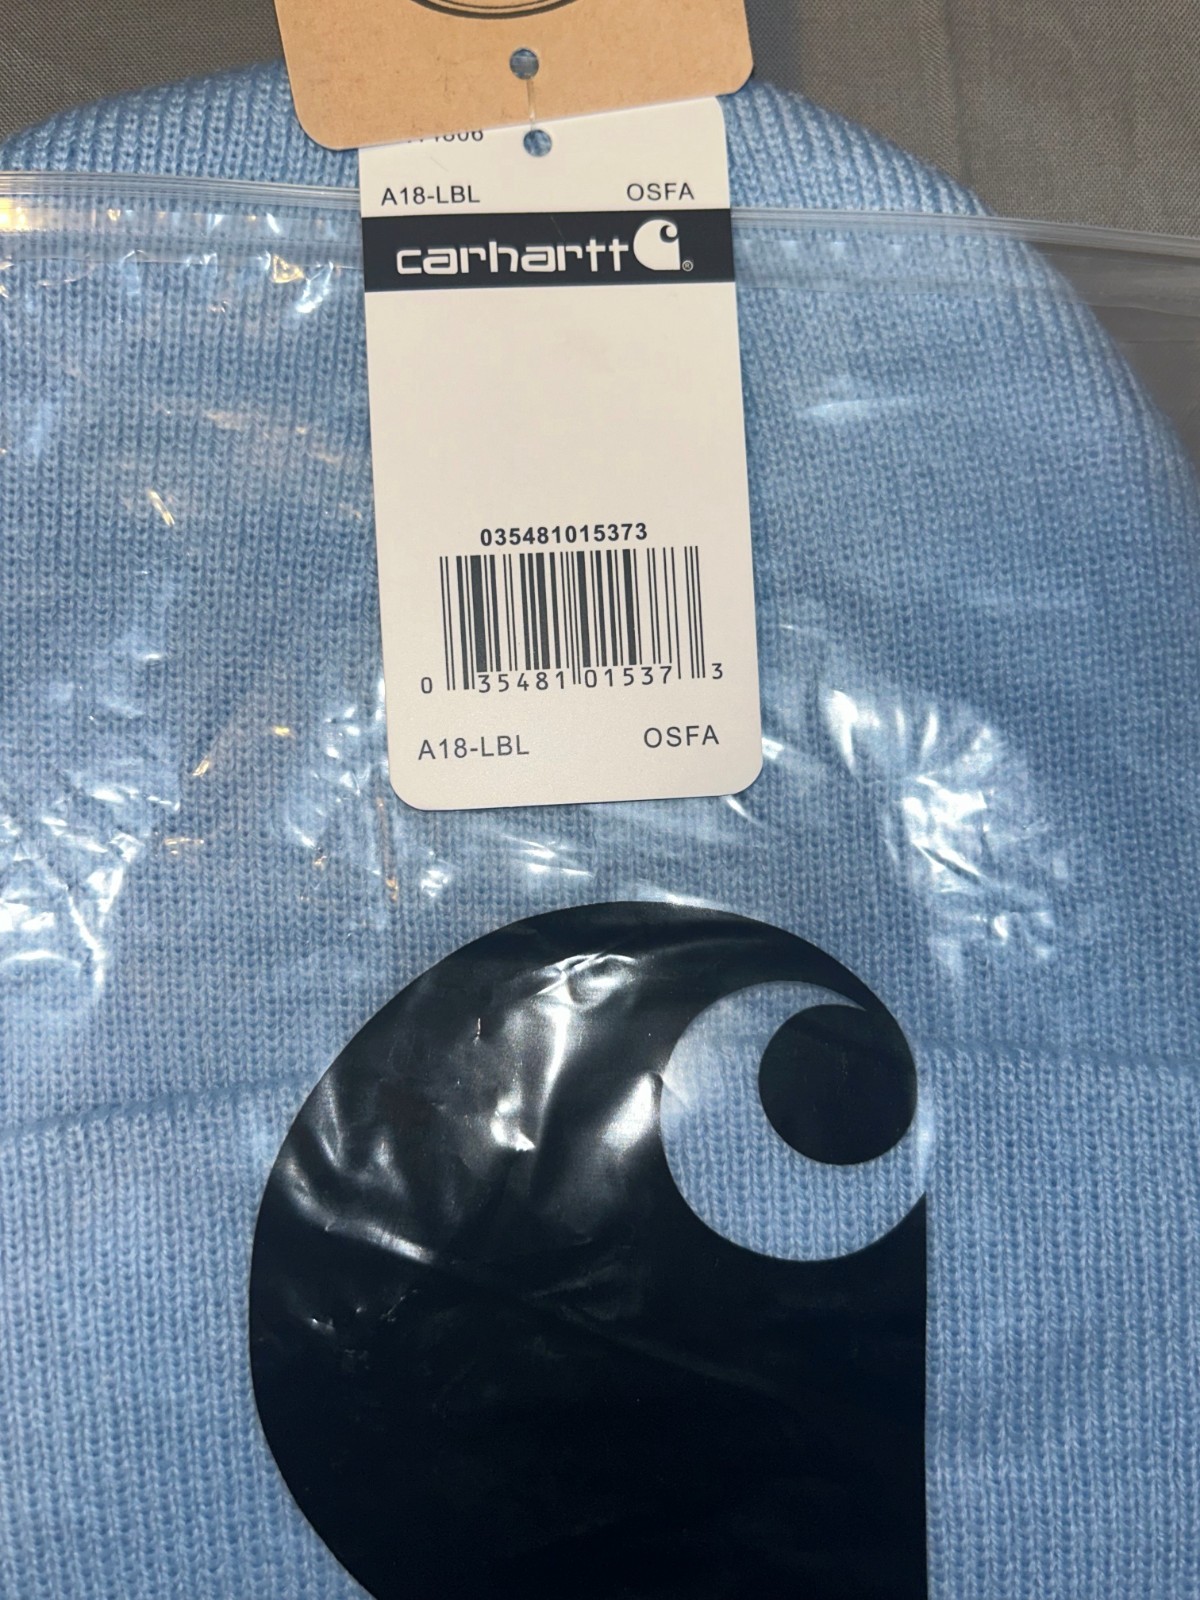 A18-LBL OSFA
carhartt ®
035481015373
0 35481 01537 3
A18-LBL OSFA